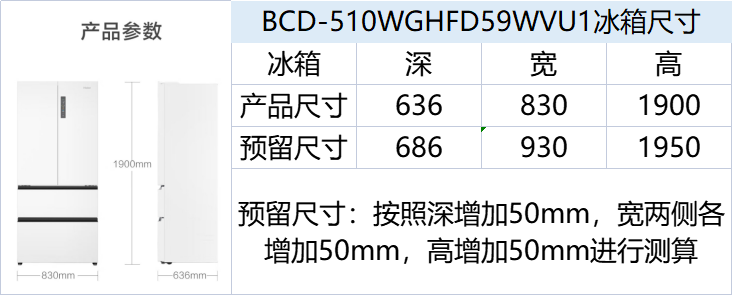 产品参数
1900mm
830mm
636mm
BCD-510WGHFD59WVU1冰箱尺寸
冰箱 深 宽 高
产品尺寸 636 830 1900
预留尺寸 686 930 1950
预留尺寸：按照深增加50mm，宽两侧各
增加50mm，高增加50mm进行测算